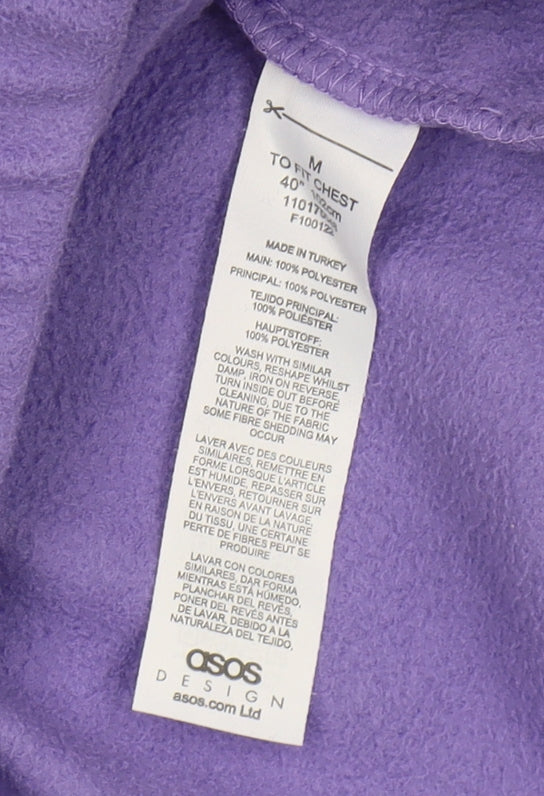 M
TO FIT CHEST
40" 102cm
F100122
MADE IN TURKEY
MAIN: 100% POLYESTER
PRINCIPAL: 100% POLYESTER
TEJIDO PRINCIPAL:
100% POLIÉSTER
HAUPTSTOFF:
100% POLYESTER
WASH WITH SIMILAR
COLOURS, RESHAPE WHILST
DAMP, IRON ON REVERSE,
TURN INSIDE OUT BEFORE
CLEANING, DUE TO THE
NATURE OF THE FABRIC
SOME FIBRE SHEDDING MAY
OCCUR
LAVER AVEC DES COULEURS
SIMILAIRES, REMETTRE EN
FORME LORSQUE L'ARTICLE
EST HUMIDE, REPASSER SUR
L'ENVERS, RETOURNER SUR
L'ENVERS AVANT LAVAGE,
EN RAISON DE LA NATURE
DU TISSU, UNE CERTAINE
PERTE DE FIBRES PEUT SE
PRODUIRE
LAVAR CON COLORES
SIMILARES, DAR FORMA
MIENTRAS ESTÁ HÚMEDO,
PLANCHAR DEL REVÉS,
PONER DEL REVÉS ANTES
DE LAVAR, DEBIDO A LA
NATURALEZA DEL TEJIDO,
asos
DESIGN
asos.com Ltd